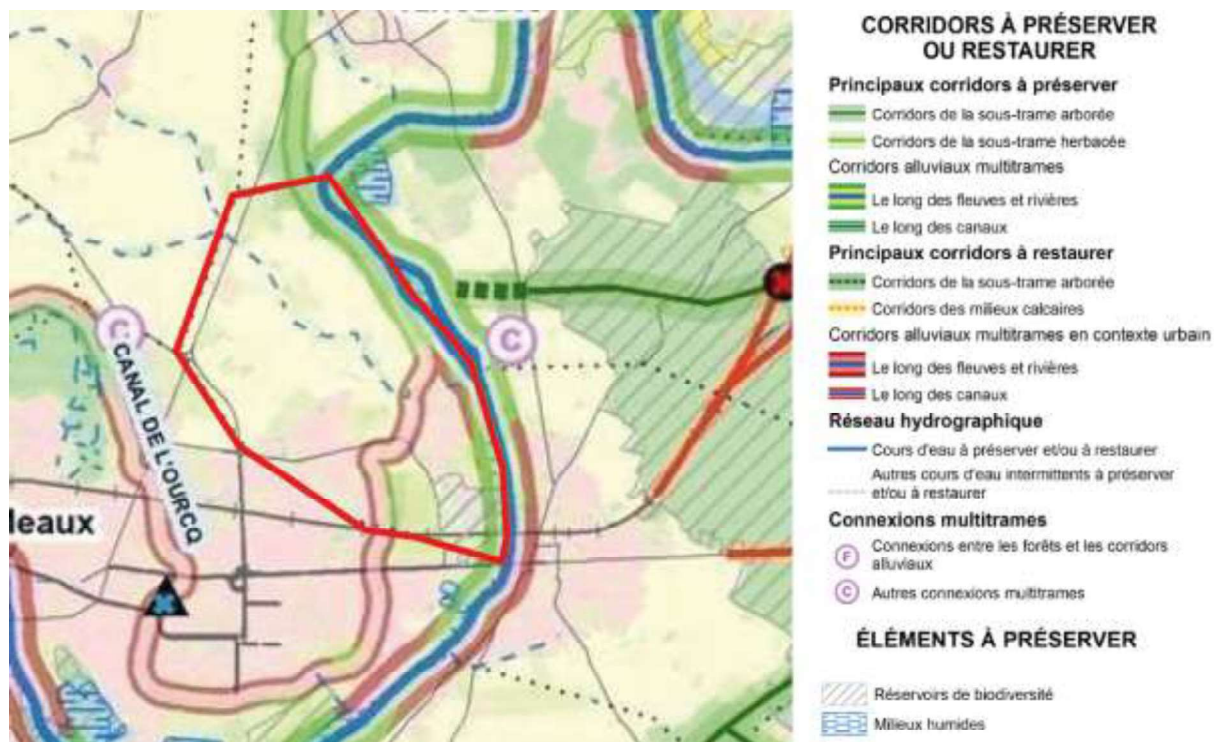 CANAL DE L'OURCQ
leaux
C
C
CORRIDORS À PRÉSERVER
OU RESTAURER
Principaux corridors à préserver
Corridors de la sous-trame arborée
Corridors de la sous-trame herbacée
Corridors alluviaux multitrames
Le long des fleuves et rivières
Le long des canaux
Principaux corridors à restaurer
Corridors de la sous-trame arborée
Corridors des milieux calcaires
Corridors alluviaux multitrames en contexte urbain
Le long des fleuves et rivières
Le long des canaux
Réseau hydrographique
Cours d'eau à préserver et/ou à restaurer
Autres cours d'eau intermittents à préserver
et/ou à restaurer
Connexions multitrames
F
Connexions entre les forêts et les corridors
alluviaux
C
Autres connexions multitrames
ÉLÉMENTS À PRÉSERVER
Réservoirs de biodiversité
Milieux humides